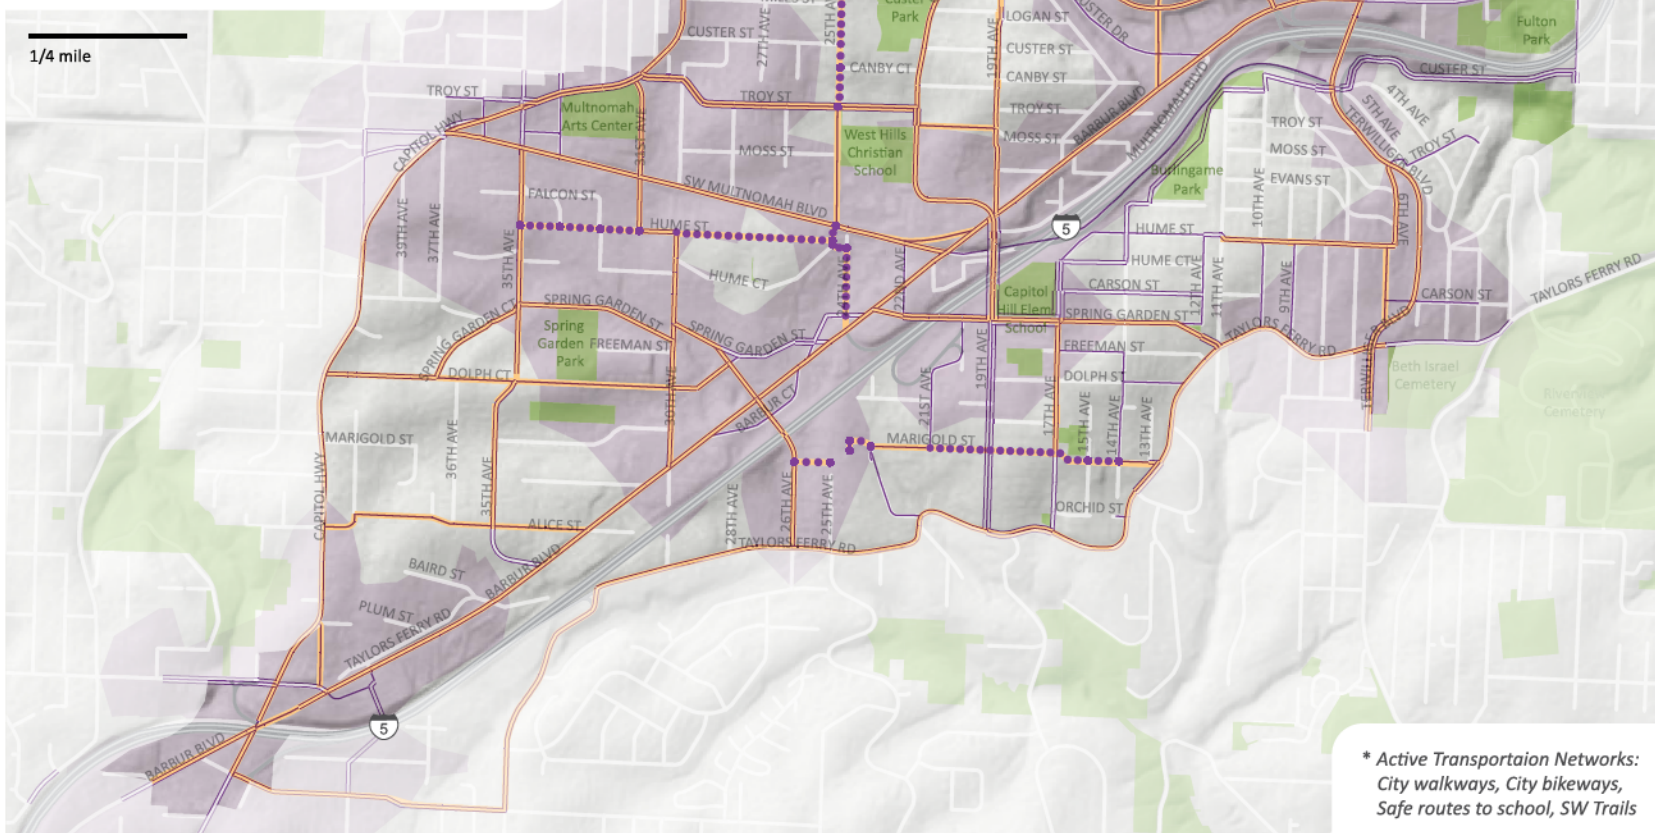 1/4 mile
MILLS ST
CUSTER ST
27TH AVE
25TH AVE
Custer
Park
CANBY CT
19TH AVE
LOGAN ST
CUSTER ST
CANBY ST
TROY ST
MOSS ST
CUSTER DR
BARBUR BLVD
MULTNOMAH BLVD
Fulton
Park
CUSTER ST
4TH AVE
5TH AVE
TERWILLIGER BLVD
TROY ST
TROY ST
MOSS ST
EVANS ST
TROY ST
CAPITOL HWY
Multnomah
Arts Center
31ST AVE
TROY ST
MOSS ST
West Hills
Christian
School
Burlingame
Park
10TH AVE
6TH AVE
39TH AVE
37TH AVE
35TH AVE
FALCON ST
SW MULTNOMAH BLVD
HUME ST
HUME CT
24TH AVE
22ND AVE
5
HUME ST
HUME CT
CARSON ST
12TH AVE
11TH AVE
9TH AVE
CARSON ST
TAYLORS FERRY RD
SPRING GARDEN CT
SPRING GARDEN ST
SPRING GARDEN ST
Spring
Garden
Park
FREEMAN ST
DOLPH CT
30TH AVE
BARBUR CT
Capitol
Hill Elem
School
SPRING GARDEN ST
TAYLORS FERRY RD
TERWILLIGER BLVD
FREEMAN ST
DOLPH ST
19TH AVE
21ST AVE
17TH AVE
15TH AVE
14TH AVE
13TH AVE
Beth Israel
Cemetery
Riverview
Cemetery
MARIGOLD ST
36TH AVE
35TH AVE
CAPITOL HWY
MARIGOLD ST
28TH AVE
26TH AVE
25TH AVE
ORCHID ST
ALICE ST
TAYLORS FERRY RD
BAIRD ST
BARBUR BLVD
PLUM ST
TAYLORS FERRY RD
5
BARBUR BLVD
* Active Transportaion Networks:
City walkways, City bikeways,
Safe routes to school, SW Trails